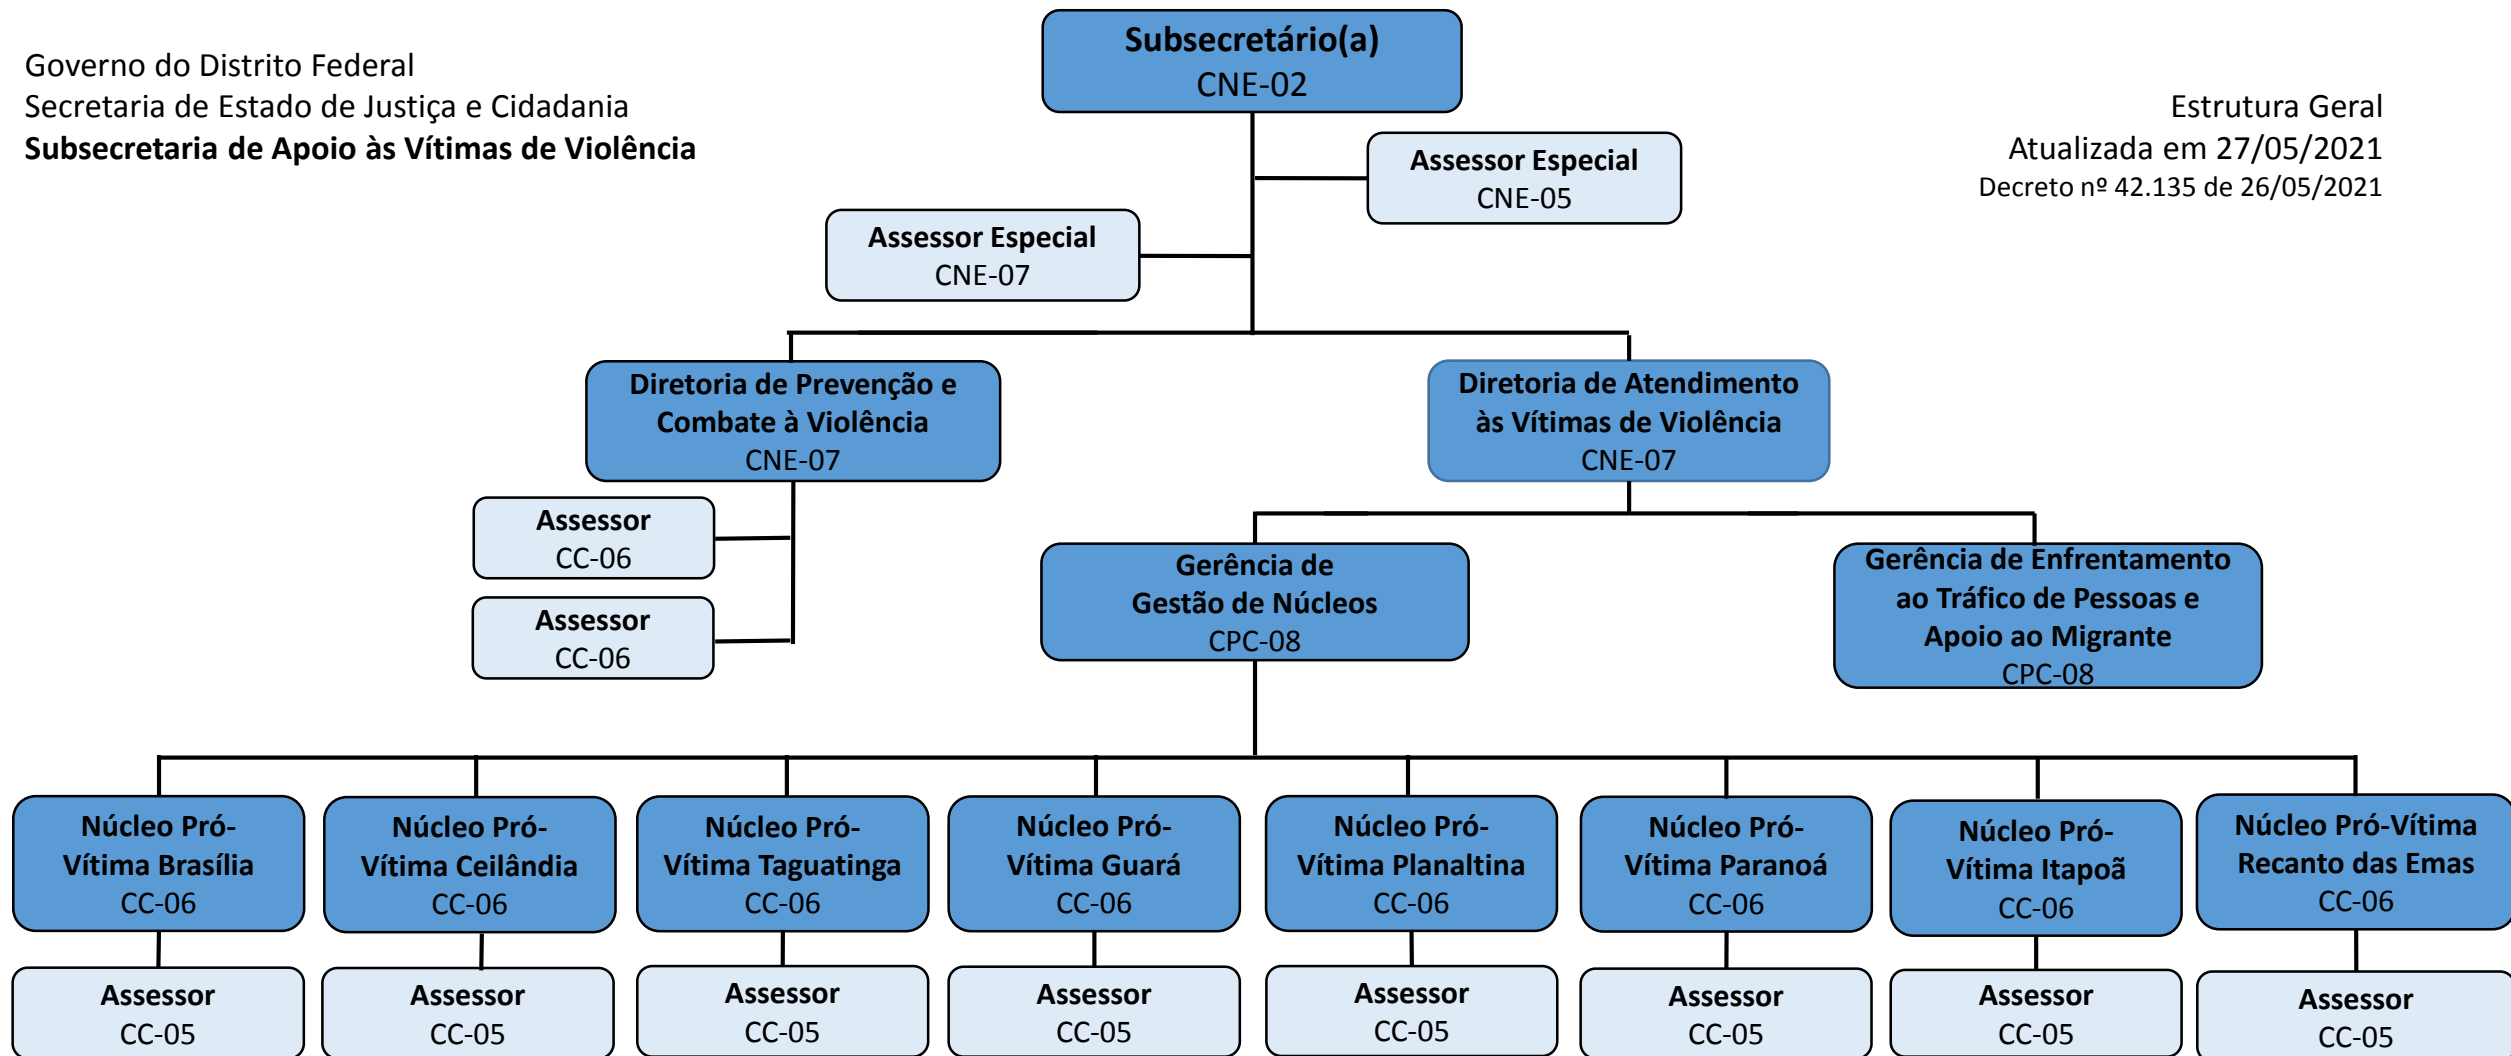 Governo do Distrito Federal
Secretaria de Estado de Justiça e Cidadania
Subsecretaria de Apoio às Vítimas de Violência
Subsecretário(a)
CNE-02
Estrutura Geral
Atualizada em 27/05/2021
Decreto nº 42.135 de 26/05/2021
Assessor Especial
CNE-05
Assessor Especial
CNE-07
Diretoria de Prevenção e
Combate à Violência
CNE-07
Diretoria de Atendimento
às Vítimas de Violência
CNE-07
Assessor
CC-06
Assessor
CC-06
Gerência de
Gestão de Núcleos
CPC-08
Gerência de Enfrentamento
ao Tráfico de Pessoas e
Apoio ao Migrante
CPC-08
Núcleo Pró-
Vítima Brasília
CC-06
Núcleo Pró-
Vítima Ceilândia
CC-06
Núcleo Pró-
Vítima Taguatinga
CC-06
Núcleo Pró-
Vítima Guará
CC-06
Núcleo Pró-
Vítima Planaltina
CC-06
Núcleo Pró-
Vítima Paranoá
CC-06
Núcleo Pró-
Vítima Itapoã
CC-06
Núcleo Pró-Vítima
Recanto das Emas
CC-06
Assessor
CC-05
Assessor
CC-05
Assessor
CC-05
Assessor
CC-05
Assessor
CC-05
Assessor
CC-05
Assessor
CC-05
Assessor
CC-05